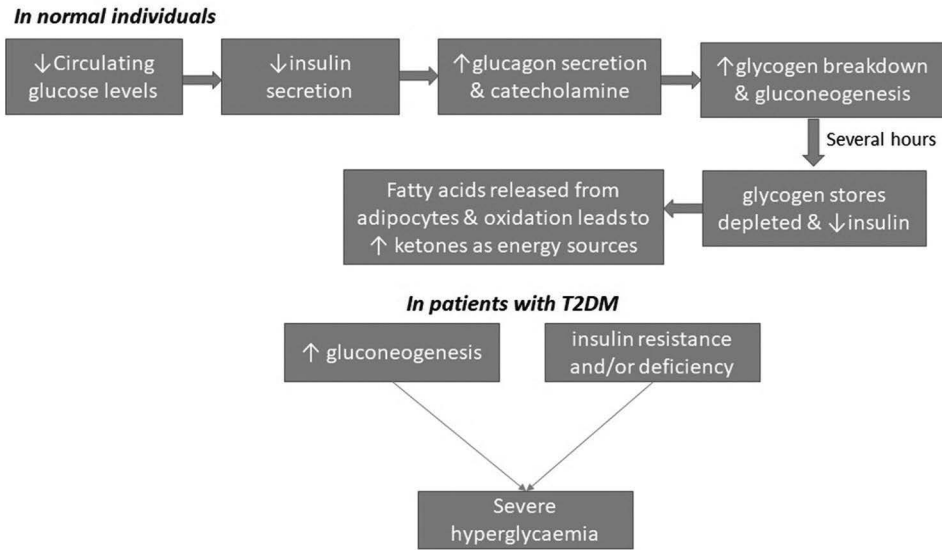 In normal individuals
↓Circulating
glucose levels
↓insulin
secretion
↑glucagon secretion
& catecholamine
↑glycogen breakdown
& gluconeogenesis
Several hours
glycogen stores
depleted & ↓insulin
Fatty acids released from
adipocytes & oxidation leads to
↑ ketones as energy sources
In patients with T2DM
↑ gluconeogenesis
insulin resistance
and/or deficiency
Severe
hyperglycaemia